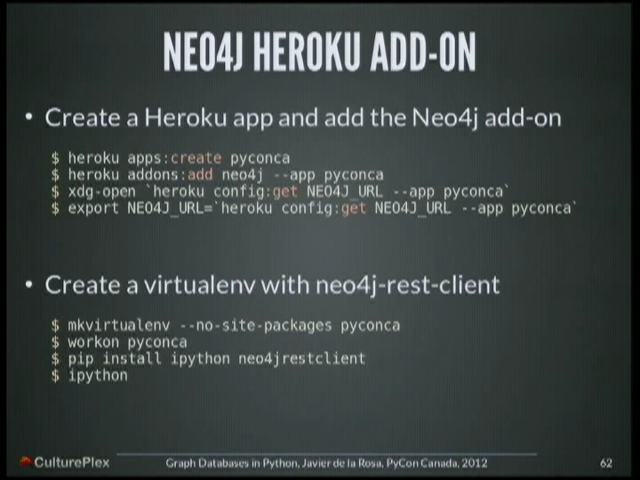 NEO4J HEROKU ADD-ON
• Create a Heroku app and add the Neo4j add-on
$ heroku apps:create pyconca
$ heroku addons:add neo4j --app pyconca
$ xdg-open `heroku config:get NEO4J_URL --app pyconca`
$ export NEO4J_URL=`heroku config:get NEO4J_URL --app pyconca`
• Create a virtualenv with neo4j-rest-client
$ mkvirtualenv --no-site-packages pyconca
$ workon pyconca
$ pip install ipython neo4jrestclient
$ ipython
CulturePlex
Graph Databases in Python, Javier de la Rosa, PyCon Canada, 2012
62